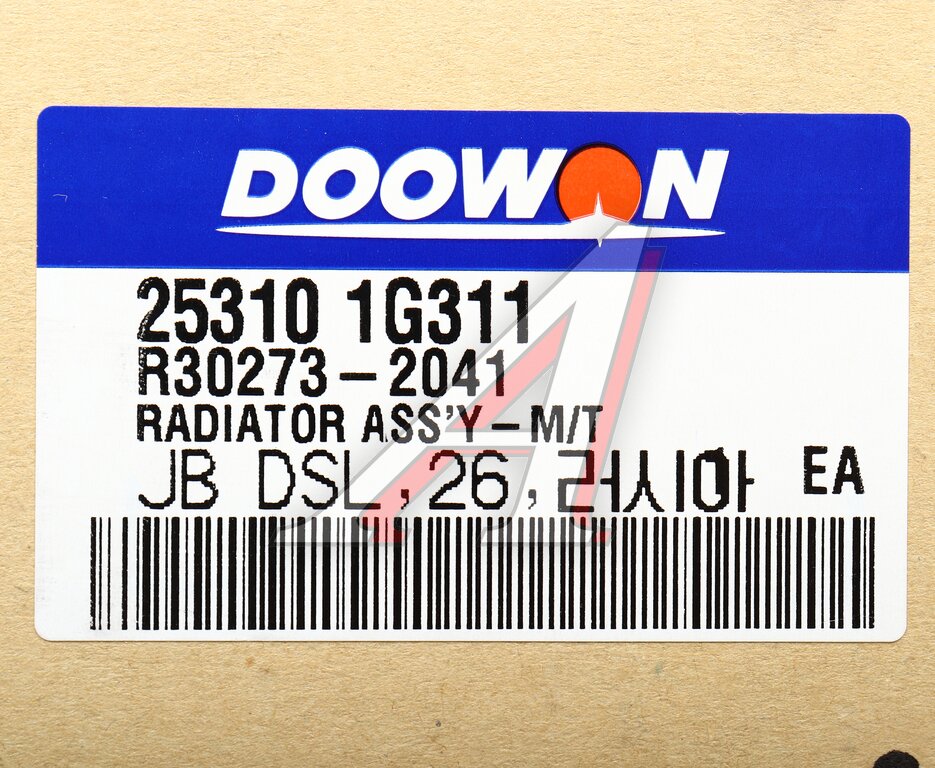 DOOWON
25310 1G311
R30273-2041
RADIATOR ASS'Y-M/T
JB DSL,26,러시아 EA